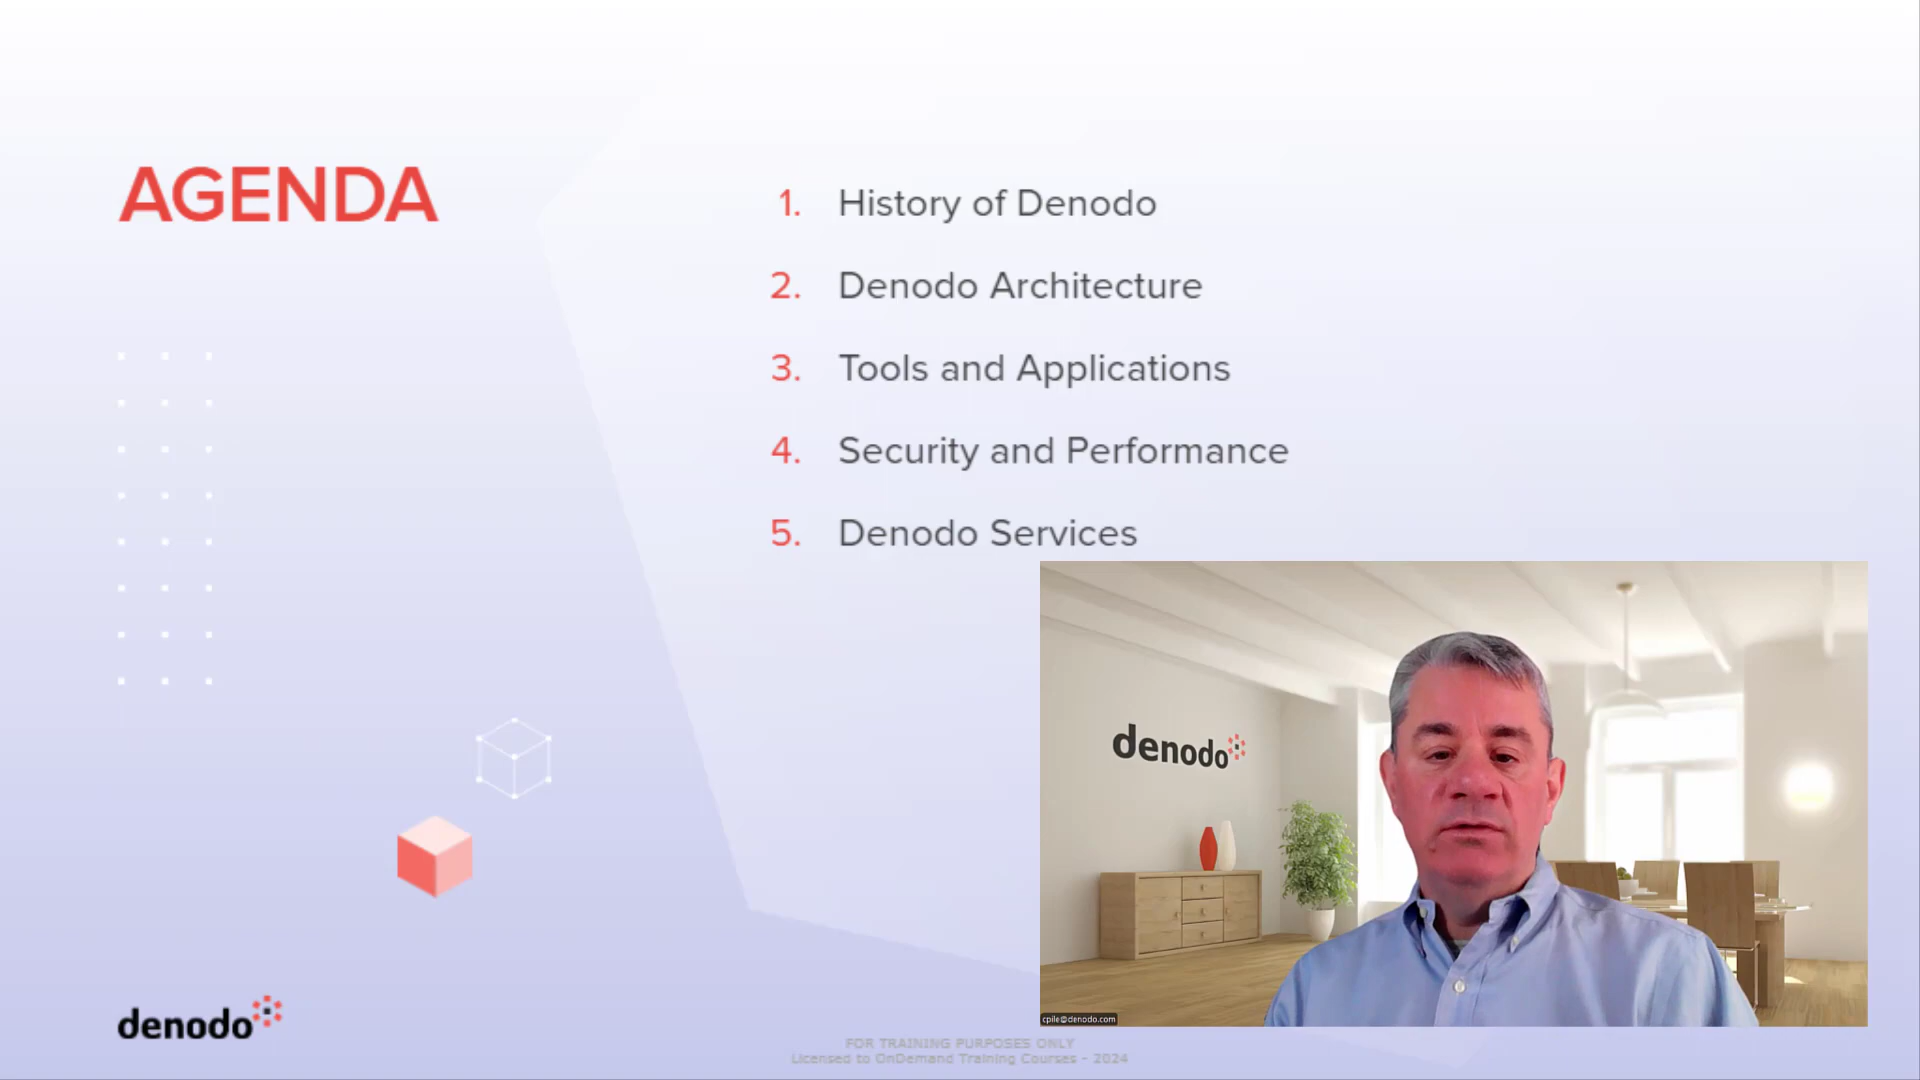 AGENDA
1. History of Denodo
2. Denodo Architecture
3. Tools and Applications
4. Security and Performance
5. Denodo Services
denodo
cpile@denodo.com
denodo
FOR TRAINING PURPOSES ONLY
Licensed to OnDemand Training Courses - 2024